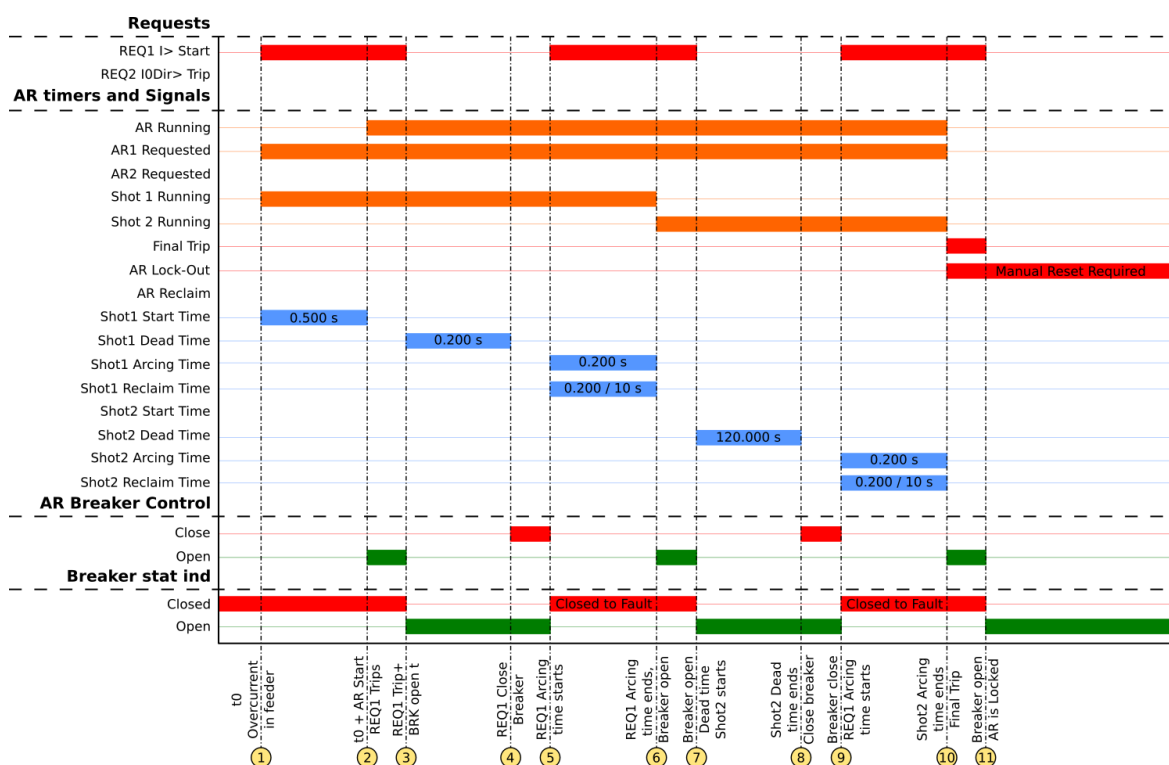 Requests
REQ1 I> Start
REQ2 I0Dir> Trip
AR timers and Signals
AR Running
AR1 Requested
AR2 Requested
Shot 1 Running
Shot 2 Running
Final Trip
AR Lock-Out
Manual Reset Required
AR Reclaim
Shot1 Start Time
0.500 s
Shot1 Dead Time
0.200 s
Shot1 Arcing Time
0.200 s
Shot1 Reclaim Time
0.200 / 10 s
Shot2 Start Time
Shot2 Dead Time
120.000 s
Shot2 Arcing Time
0.200 s
Shot2 Reclaim Time
0.200 / 10 s
AR Breaker Control
Close
Open
Breaker stat ind
Closed
Closed to Fault
Closed to Fault
Open
t0
Overcurrent
in feeder
t0 + AR Start
REQ1 Trips
REQ1 Trip+
BRK open t
REQ1 Close
Breaker
REQ1 Arcing
time starts
REQ1 Arcing
time ends,
Breaker open
Breaker open
Dead time
Shot2 starts
Shot2 Dead
time ends
Close breaker
Breaker close
REQ1 Arcing
time starts
Shot2 Arcing
time ends
Final Trip
Breaker open
AR is Locked
1
2
3
4
5
6
7
8
9
10
11